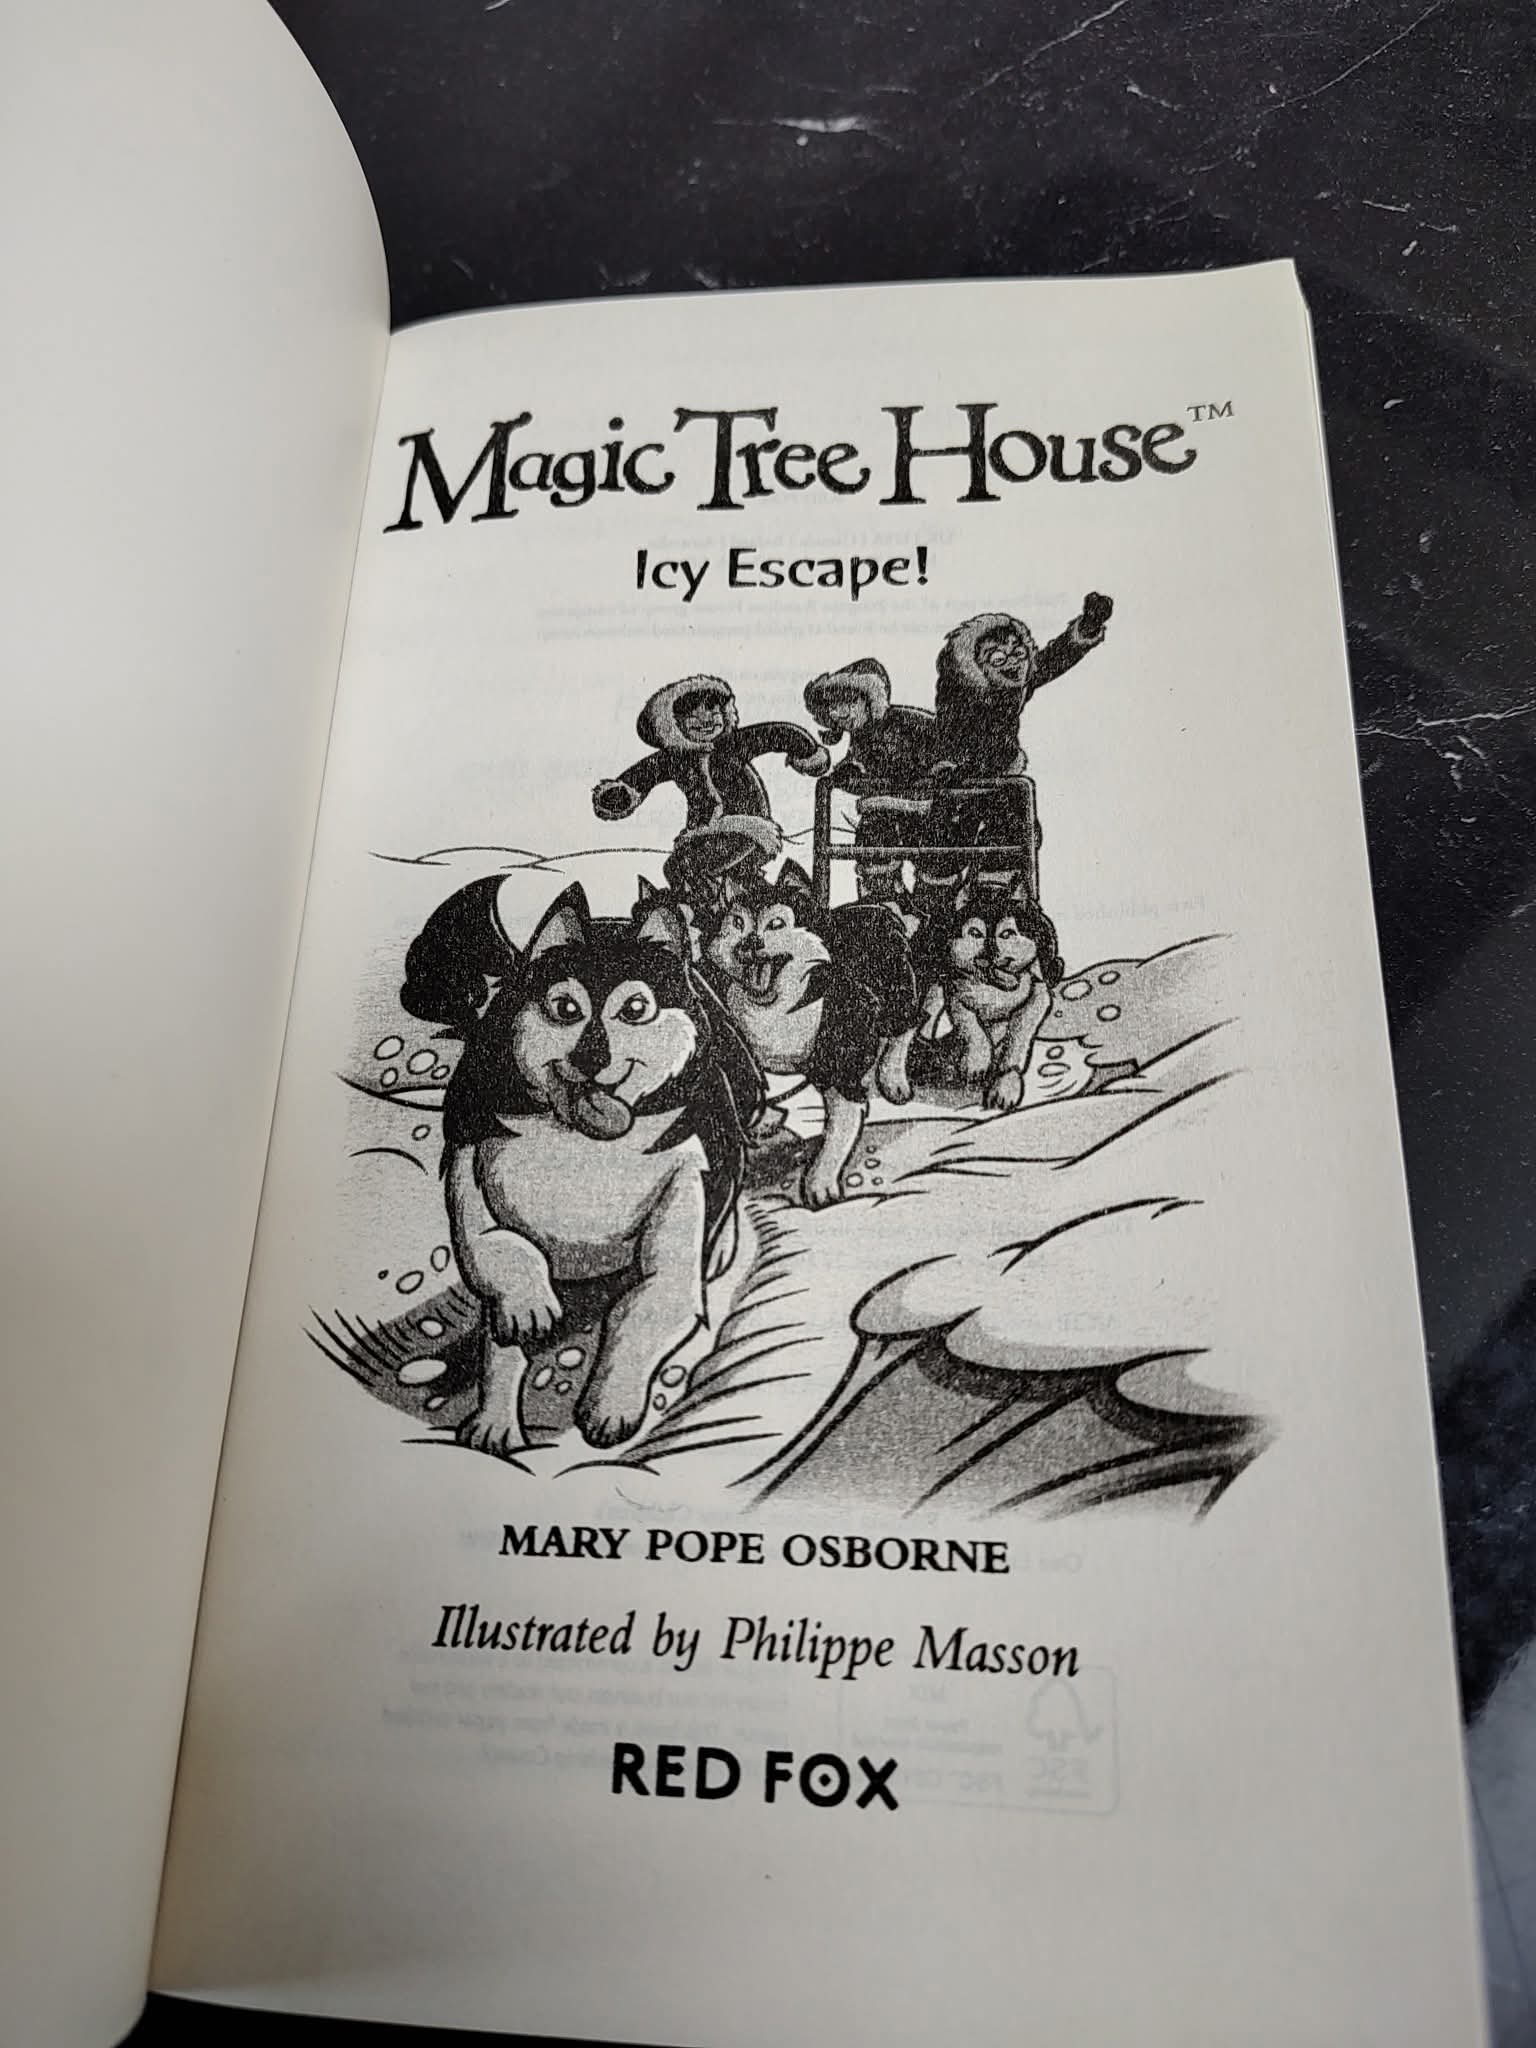 Magic Tree House™
Icy Escape!
MARY POPE OSBORNE
Illustrated by Philippe Masson
RED FOX